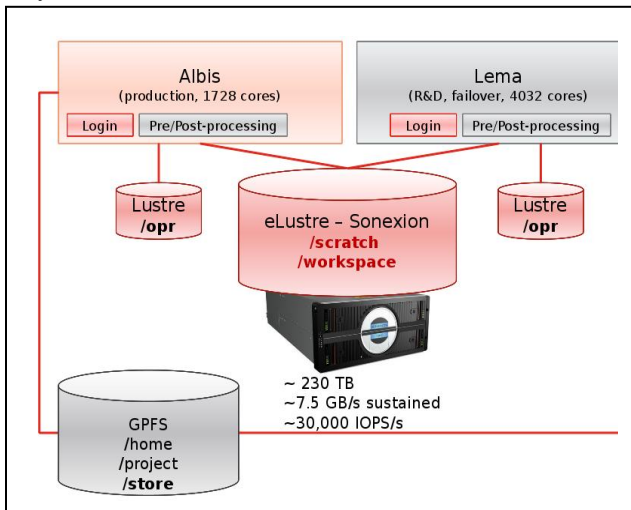 Albis
(production, 1728 cores)
Login
Pre/Post-processing
Lema
(R&D, failover, 4032 cores)
Login
Pre/Post-processing
Lustre
/opr
eLustre – Sonexion
/scratch
/workspace
Lustre
/opr
~ 230 TB
~7.5 GB/s sustained
~30,000 IOPS/s
GPFS
/home
/project
/store